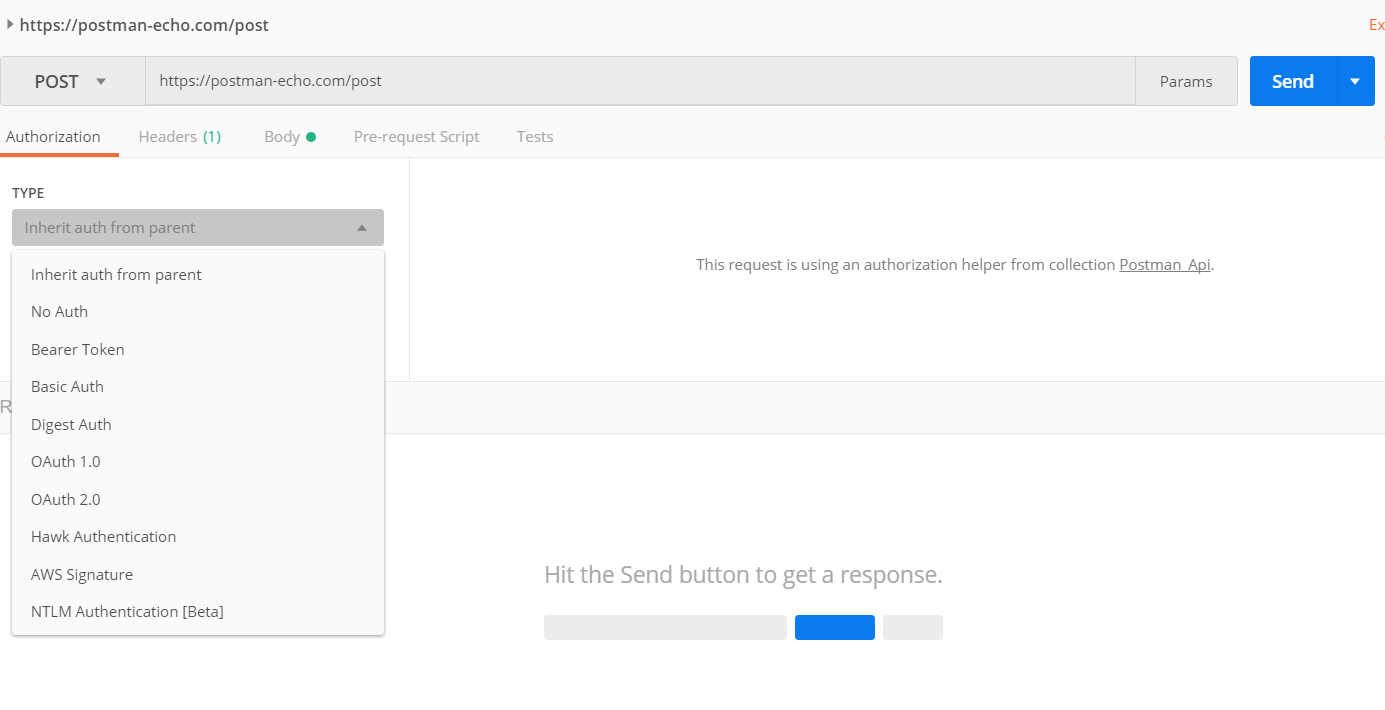 https://postman-echo.com/post
Ex
POST https://postman-echo.com/post Params Send
Authorization Headers (1) Body Pre-request Script Tests
TYPE
Inherit auth from parent
Inherit auth from parent
No Auth
Bearer Token
Basic Auth
Digest Auth
OAuth 1.0
OAuth 2.0
Hawk Authentication
AWS Signature
NTLM Authentication [Beta]
This request is using an authorization helper from collection Postman_Api.
R
Hit the Send button to get a response.